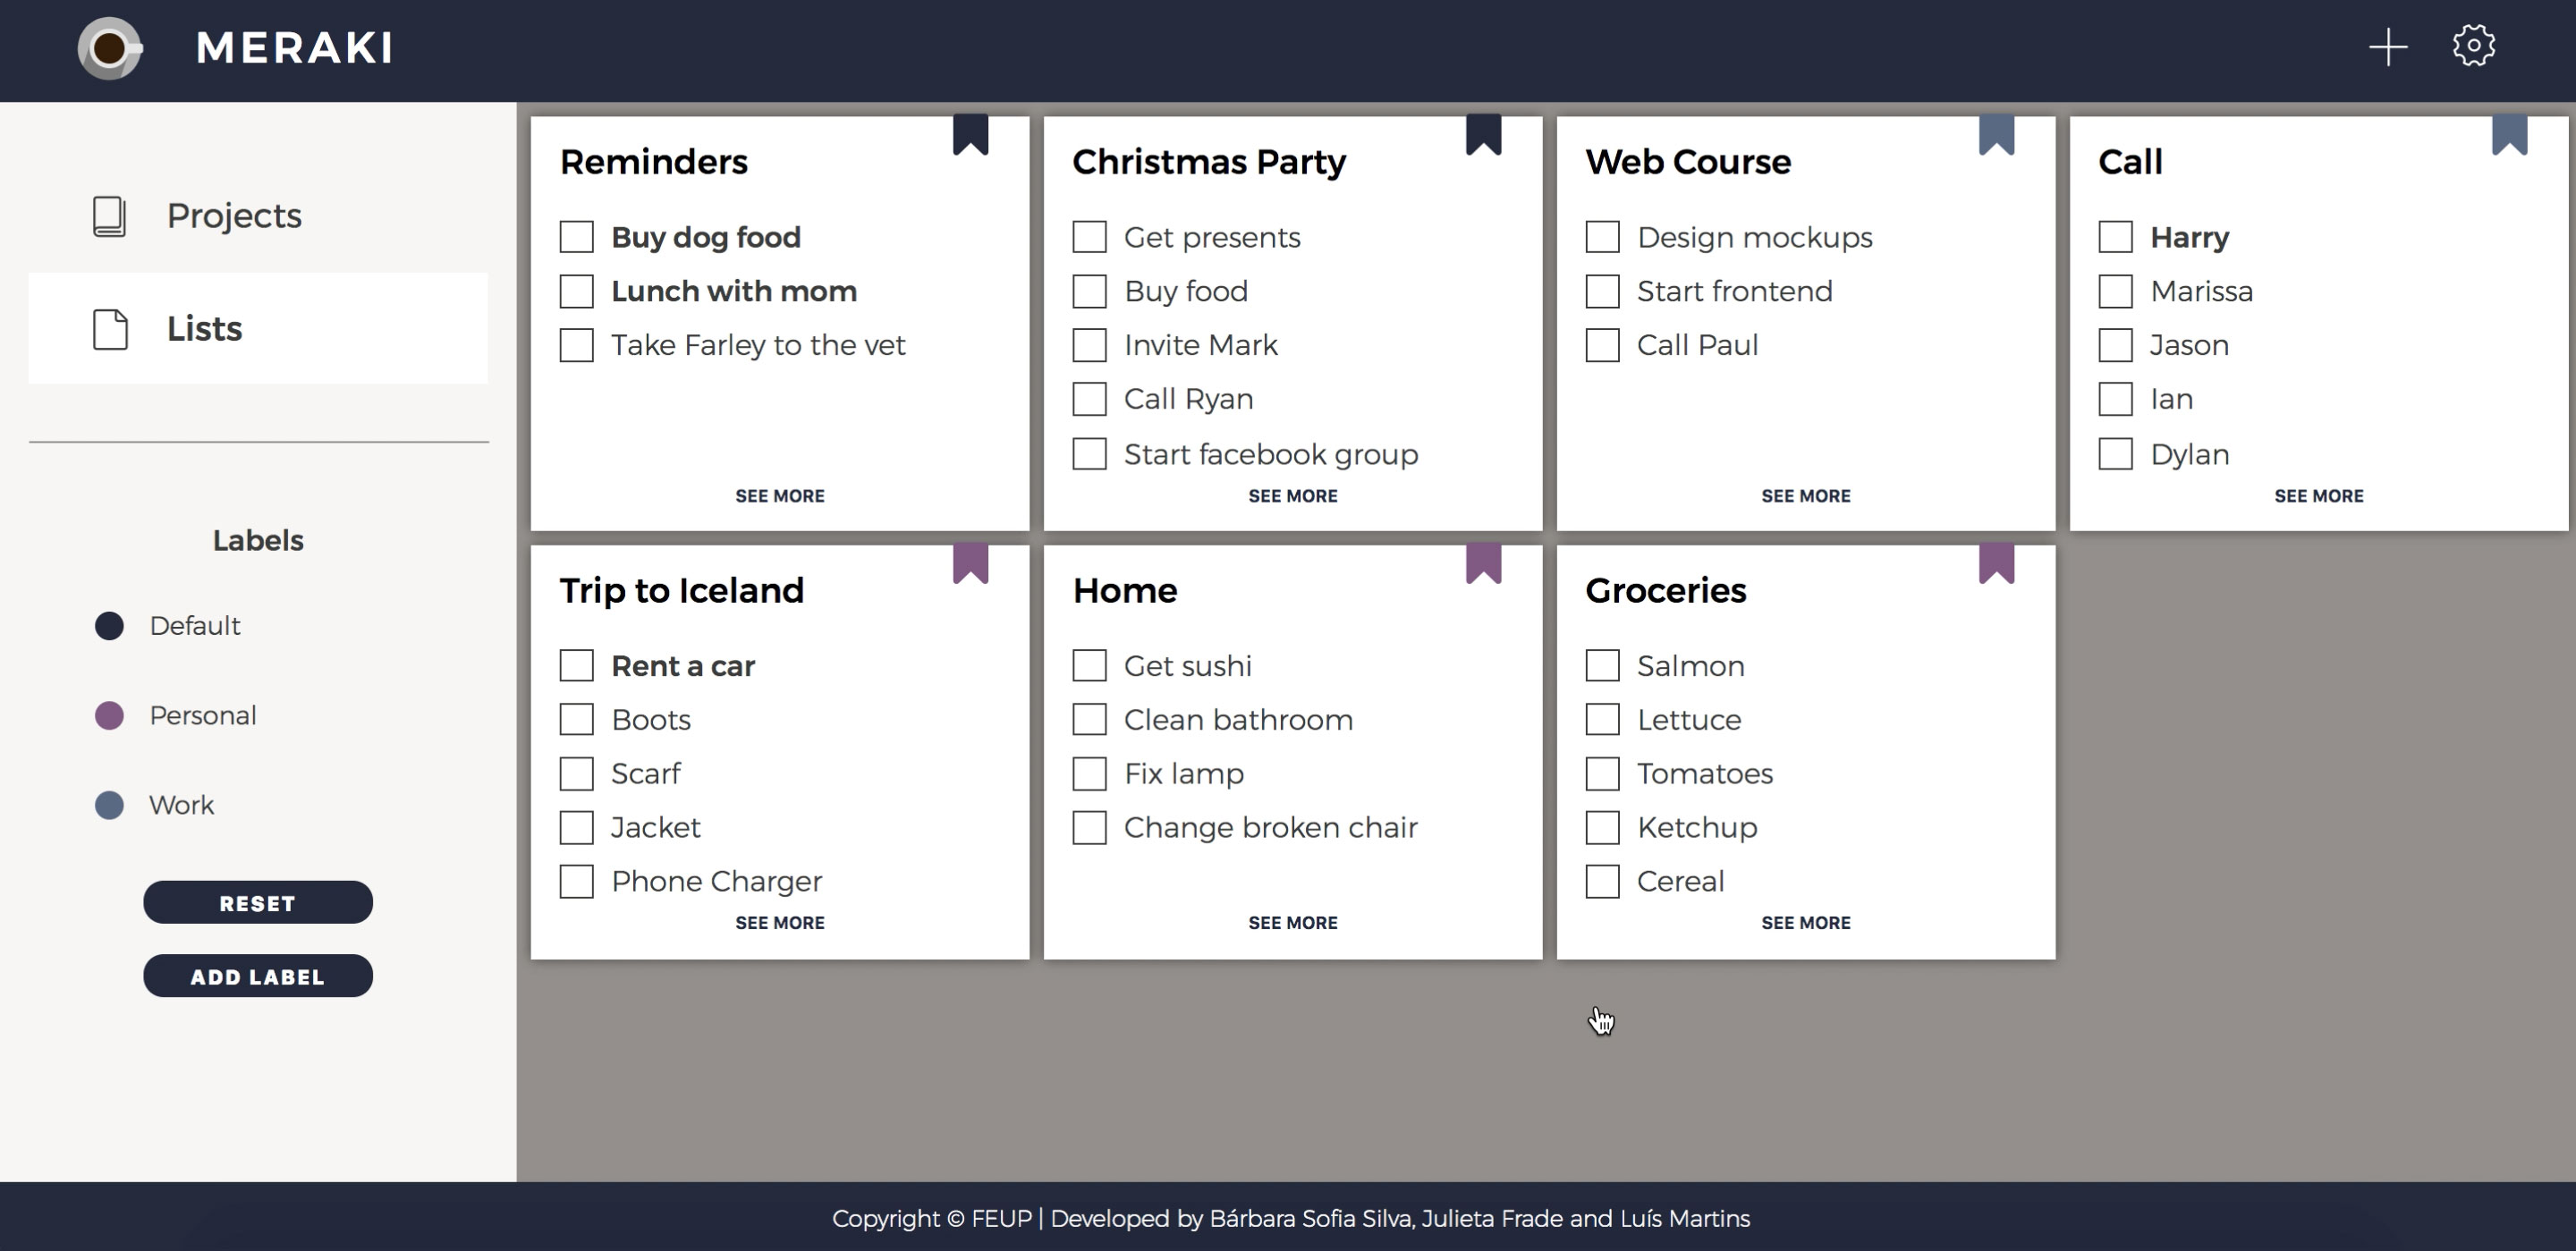 MERAKI
Projects
Lists
Labels
Default
Personal
Work
RESET
ADD LABEL
Reminders
Buy dog food
Lunch with mom
Take Farley to the vet
SEE MORE
Christmas Party
Get presents
Buy food
Invite Mark
Call Ryan
Start facebook group
SEE MORE
Web Course
Design mockups
Start frontend
Call Paul
SEE MORE
Call
Harry
Marissa
Jason
Ian
Dylan
SEE MORE
Trip to Iceland
Rent a car
Boots
Scarf
Jacket
Phone Charger
SEE MORE
Home
Get sushi
Clean bathroom
Fix lamp
Change broken chair
SEE MORE
Groceries
Salmon
Lettuce
Tomatoes
Ketchup
Cereal
SEE MORE
Copyright © FEUP | Developed by Bárbara Sofia Silva, Julieta Frade and Luís Martins